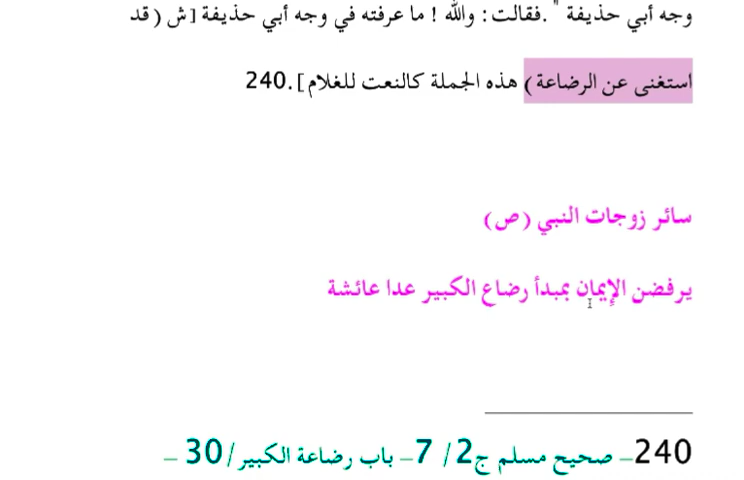 وجه أبي حذيفة " .فقالت : والله ! ما عرفته في وجه أبي حذيفة [ ش ( قد
استغنى عن الرضاعة ) هذه الجملة كالنعت للغلام ] .240
سائر زوجات النبي (ص)
يرفضن الإيمان بمبدأ رضاع الكبير عدا عائشة
240– صحيح مسلم ج2/ 7– باب رضاعة الكبير/30 –